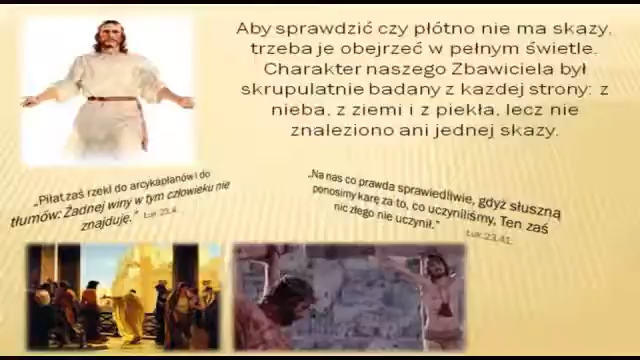 Aby sprawdzić czy płótno nie ma skazy,
trzeba je obejrzeć w pełnym świetle.
Charakter naszego Zbawiciela był
skrupulatnie badany z kazdej strony: z
nieba, z ziemi i z piekła, lecz nie
znaleziono ani jednej skazy.
„Piłat zaś rzekł do arcykapłanów i do
tłumów: Żadnej winy w tym człowieku nie
znajduję.” Łuk.23,4.
„Na nas co prawda sprawiedliwie, gdyż słuszną
ponosimy karę za to, co uczyniliśmy, Ten zaś
nic złego nie uczynił.”
Łuk.23,41.